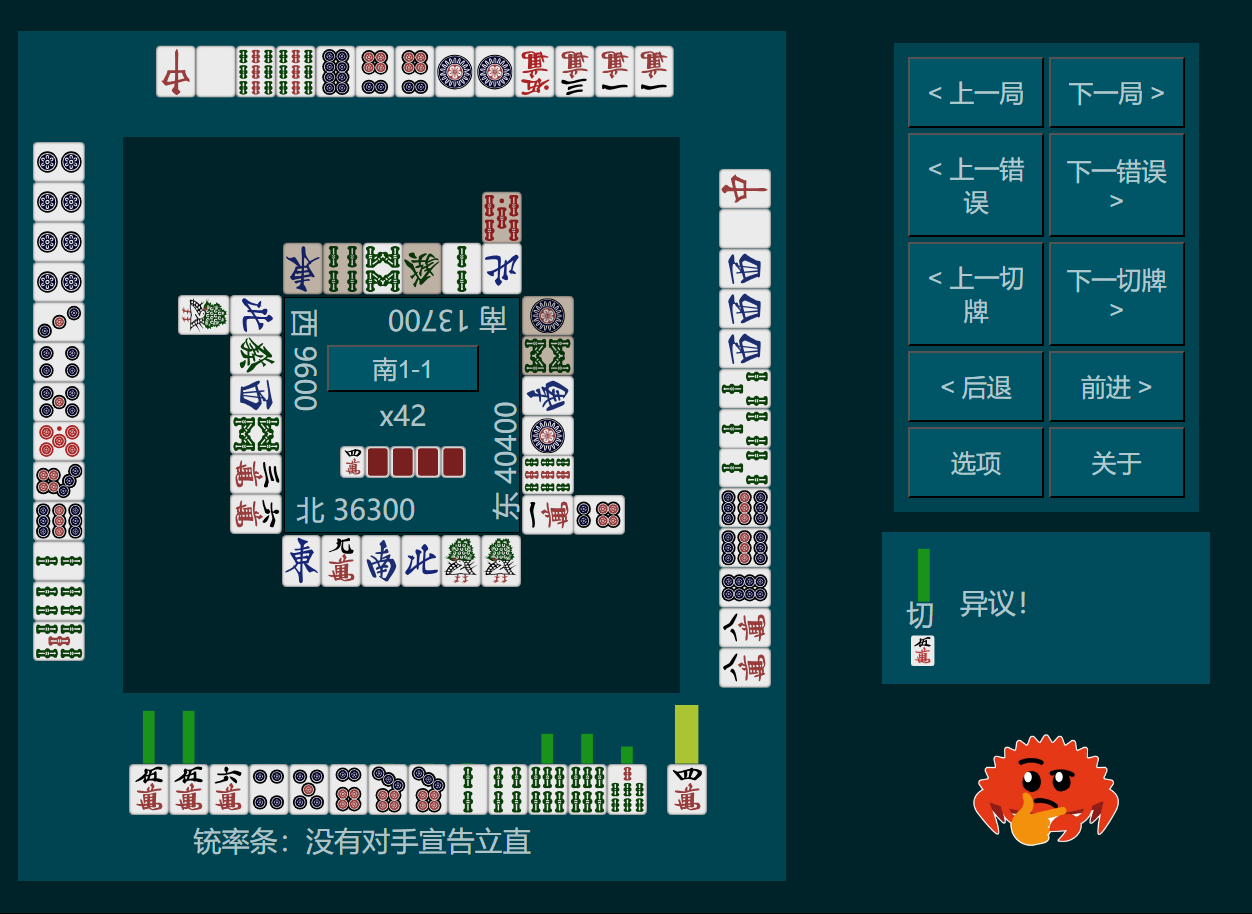 < 上一局
下一局 >
< 上一错
误
下一错误
>
< 上一切
牌
下一切牌
>
< 后退
前进 >
选项
关于
南 13700
西 9600
南1-1
x42
东 40400
北 36300
切
异议！
铳率条：没有对手宣告立直